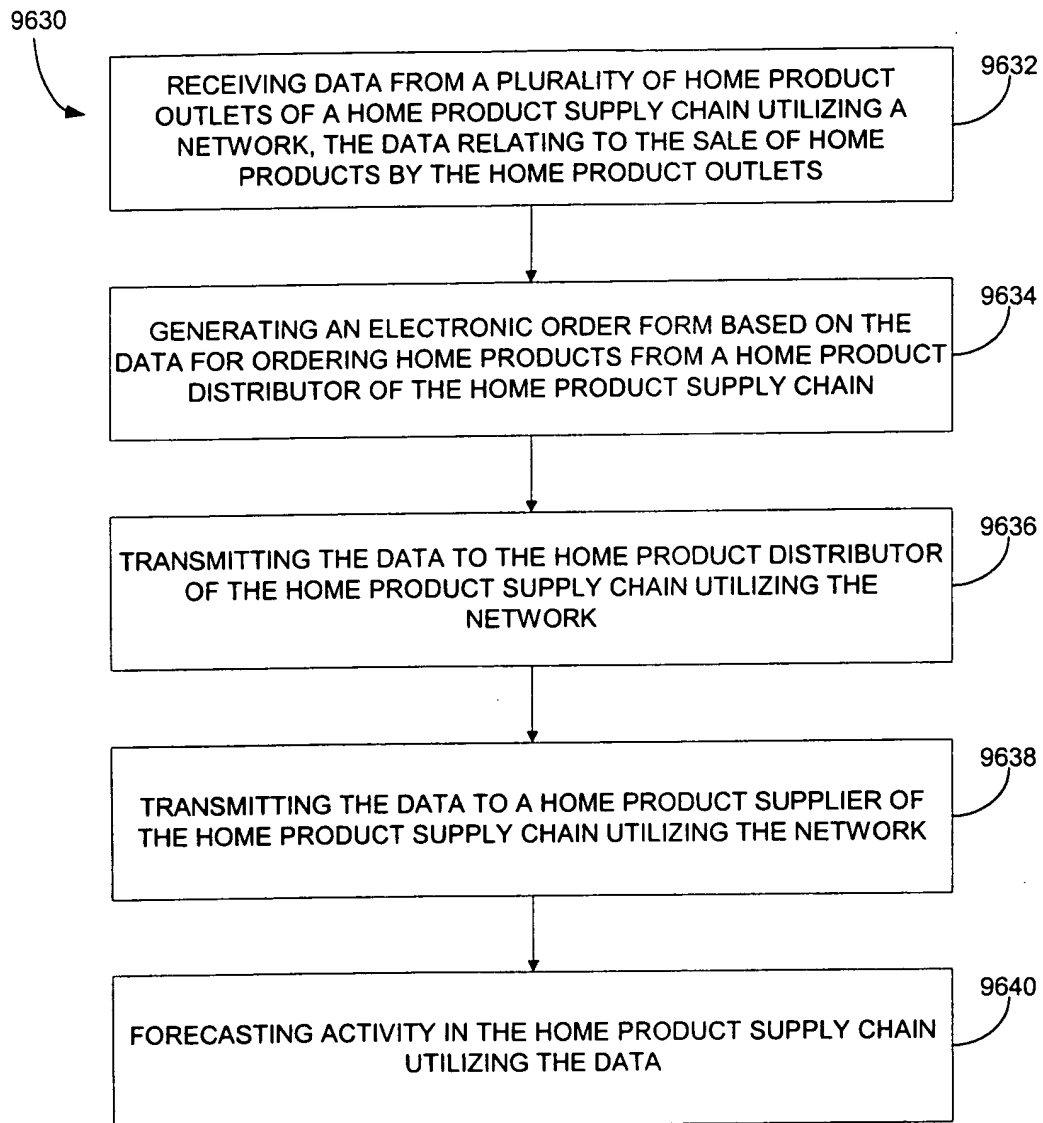 9630
RECEIVING DATA FROM A PLURALITY OF HOME PRODUCT
OUTLETS OF A HOME PRODUCT SUPPLY CHAIN UTILIZING A
NETWORK, THE DATA RELATING TO THE SALE OF HOME
PRODUCTS BY THE HOME PRODUCT OUTLETS
9632
GENERATING AN ELECTRONIC ORDER FORM BASED ON THE
DATA FOR ORDERING HOME PRODUCTS FROM A HOME PRODUCT
DISTRIBUTOR OF THE HOME PRODUCT SUPPLY CHAIN
9634
TRANSMITTING THE DATA TO THE HOME PRODUCT DISTRIBUTOR
OF THE HOME PRODUCT SUPPLY CHAIN UTILIZING THE
NETWORK
9636
TRANSMITTING THE DATA TO A HOME PRODUCT SUPPLIER OF
THE HOME PRODUCT SUPPLY CHAIN UTILIZING THE NETWORK
9638
FORECASTING ACTIVITY IN THE HOME PRODUCT SUPPLY CHAIN
UTILIZING THE DATA
9640